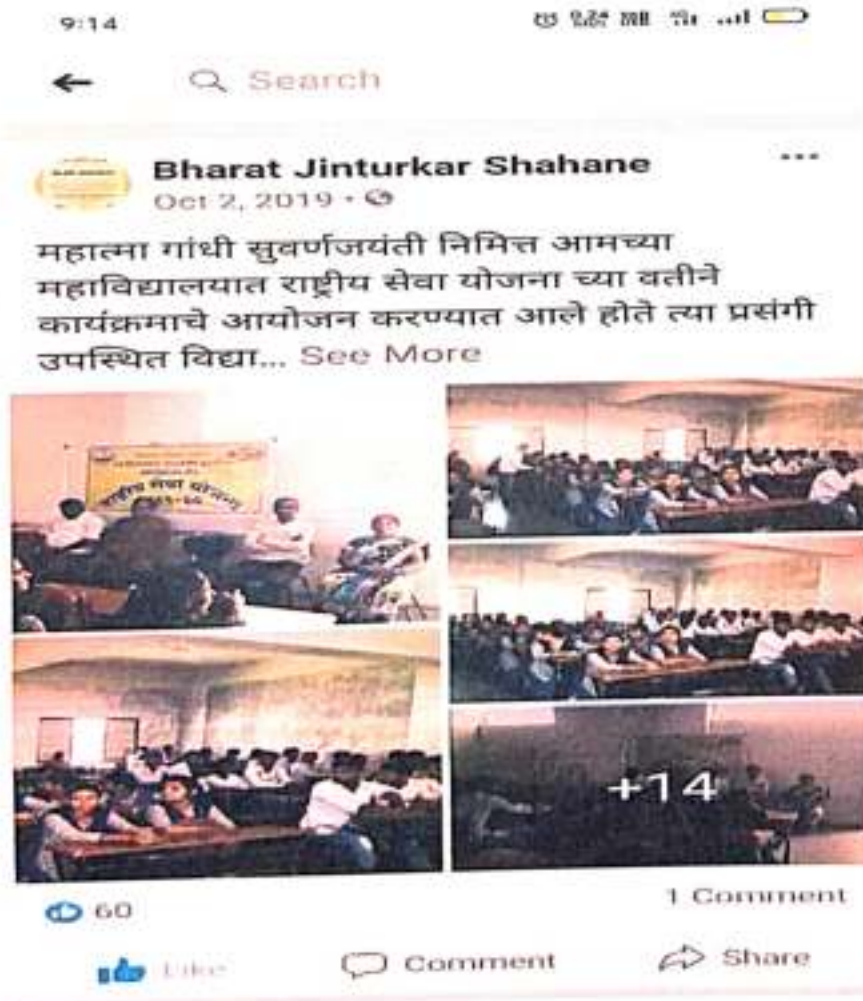 9:14
Search
Bharat Jinturkar Shahane
Oct 2, 2019
महात्मा गांधी सुवर्णजयंती निमित्त आमच्या
महाविद्यालयात राष्ट्रीय सेवा योजना च्या वतीने
कार्यक्रमाचे आयोजन करण्यात आले होते त्या प्रसंगी
उपस्थित विद्या... See More
राष्ट्रीय सेवा योजना
+14
60
1 Comment
Like
Comment
Share